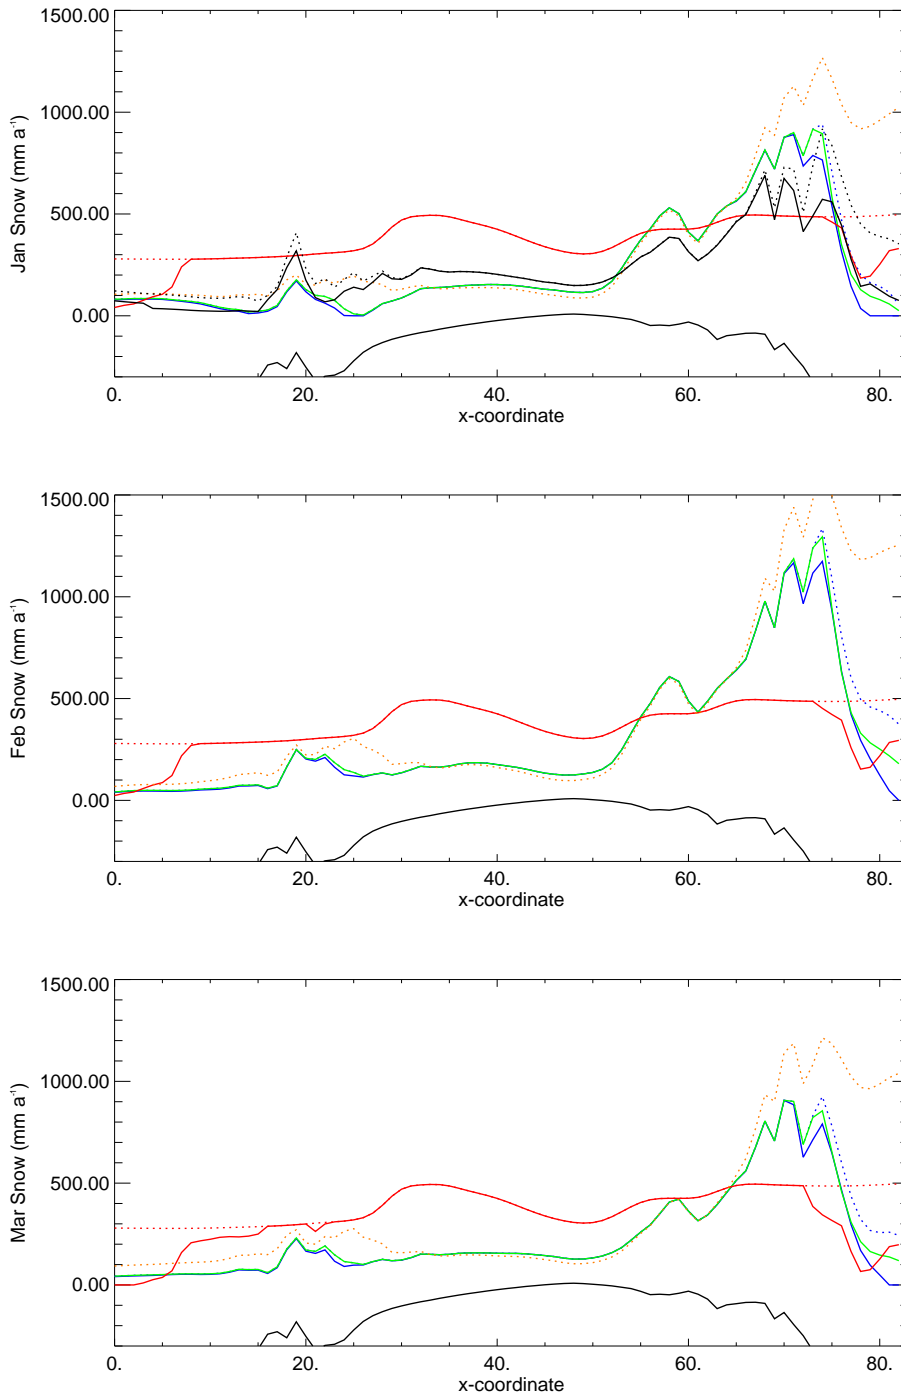 1500.00
1000.00
500.00
0.00
Jan Snow (mm a⁻¹)
0. 20. 40. 60. 80.
x-coordinate
1500.00
1000.00
500.00
0.00
Feb Snow (mm a⁻¹)
0. 20. 40. 60. 80.
x-coordinate
1500.00
1000.00
500.00
0.00
Mar Snow (mm a⁻¹)
0. 20. 40. 60. 80.
x-coordinate